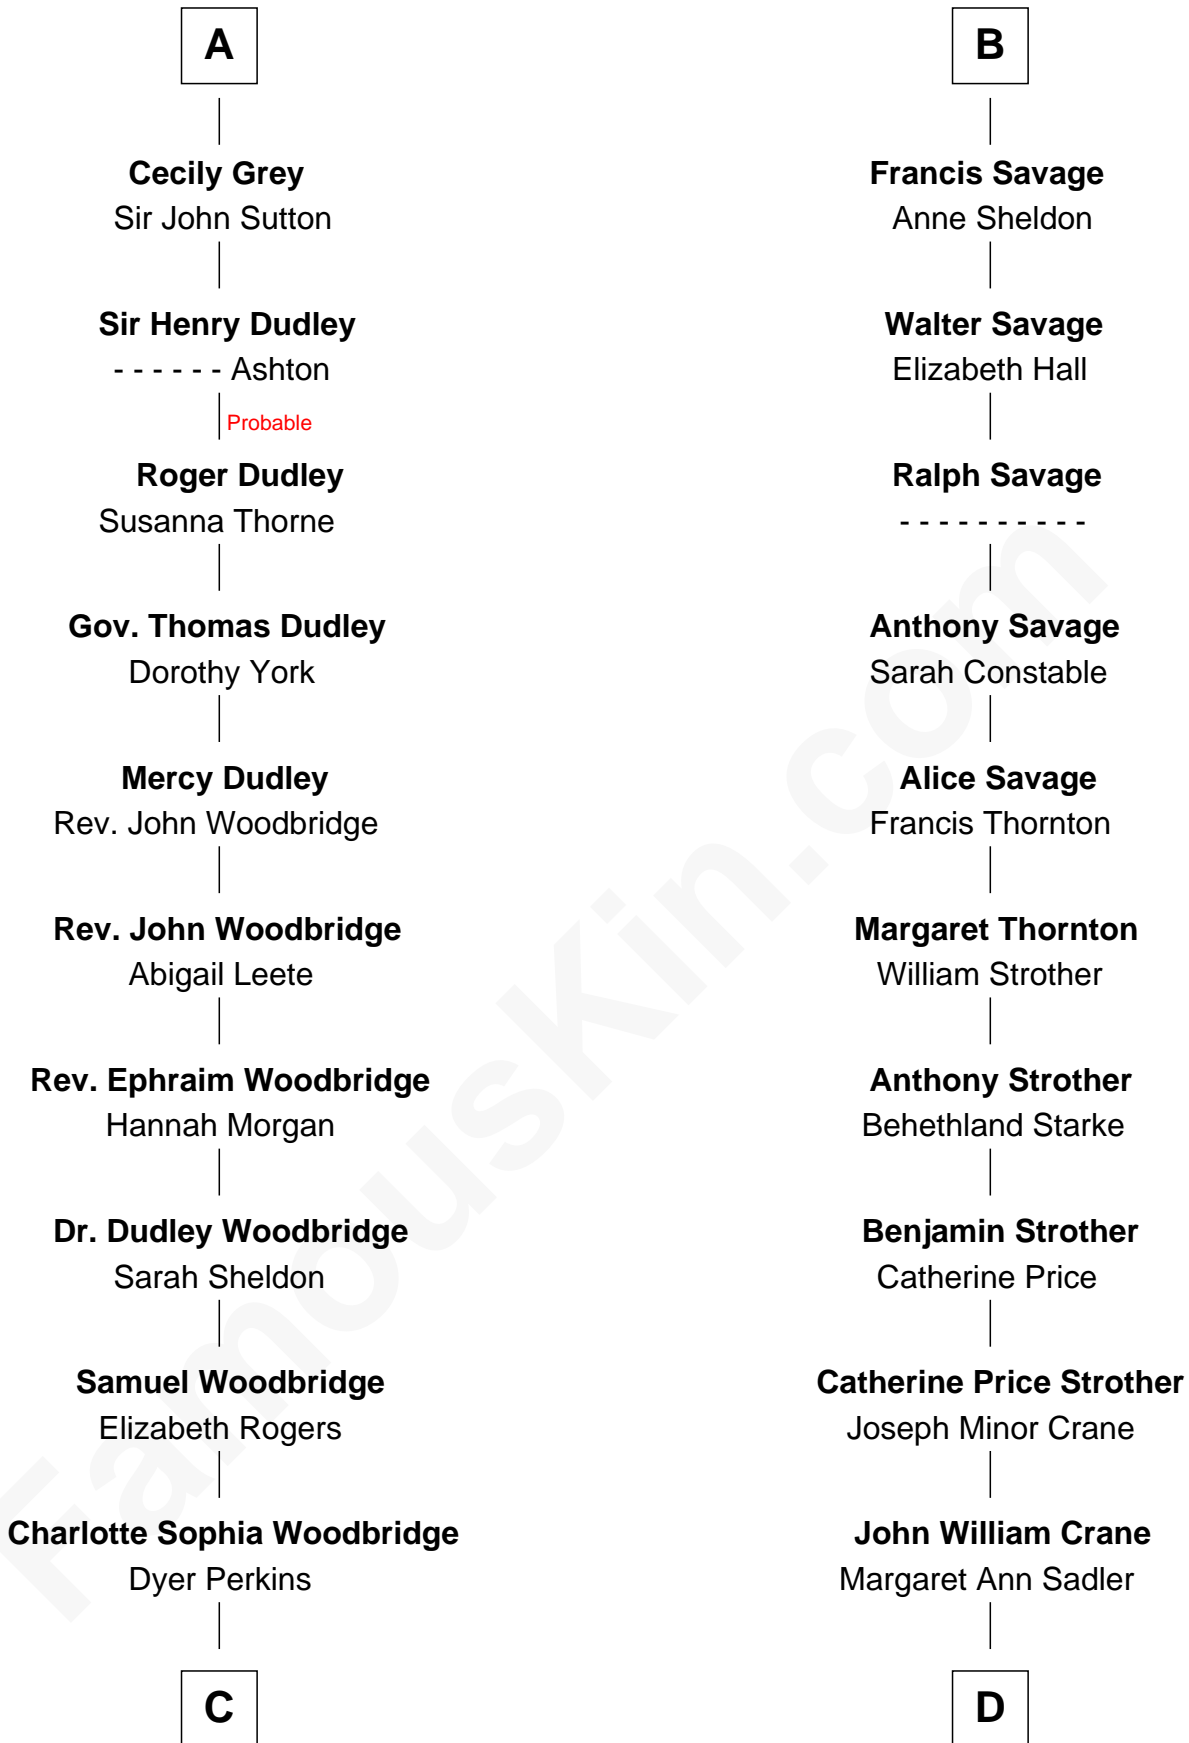 A
Cecily Grey
Sir John Sutton
Sir Henry Dudley
- - - - - - Ashton
Probable
Roger Dudley
Susanna Thorne
Gov. Thomas Dudley
Dorothy York
Mercy Dudley
Rev. John Woodbridge
Rev. John Woodbridge
Abigail Leete
Rev. Ephraim Woodbridge
Hannah Morgan
Dr. Dudley Woodbridge
Sarah Sheldon
Samuel Woodbridge
Elizabeth Rogers
Charlotte Sophia Woodbridge
Dyer Perkins
C
B
Francis Savage
Anne Sheldon
Walter Savage
Elizabeth Hall
Ralph Savage
- - - - - - - - - -
Anthony Savage
Sarah Constable
Alice Savage
Francis Thornton
Margaret Thornton
William Strother
Anthony Strother
Behethland Starke
Benjamin Strother
Catherine Price
Catherine Price Strother
Joseph Minor Crane
John William Crane
Margaret Ann Sadler
D
FamousKin.com